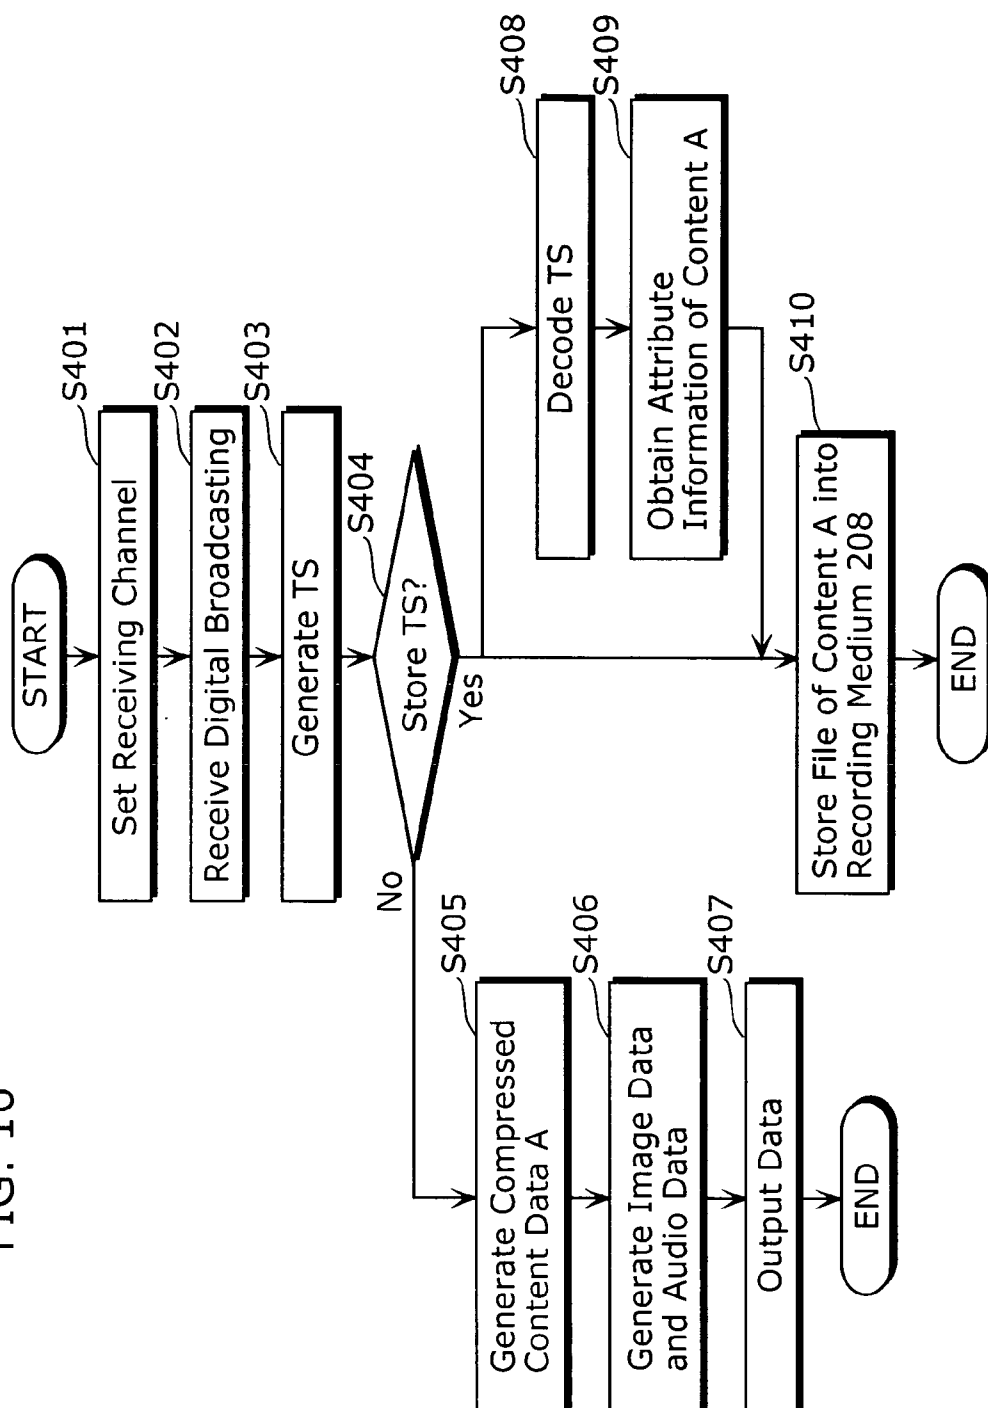 START
S401
Set Receiving Channel
S402
Receive Digital Broadcasting
S403
Generate TS
S404
Store TS?
No
Yes
S405
Generate Compressed
Content Data A
S406
Generate Image Data
and Audio Data
S407
Output Data
END
S408
Decode TS
S409
Obtain Attribute
Information of Content A
S410
Store File of Content A into
Recording Medium 208
END